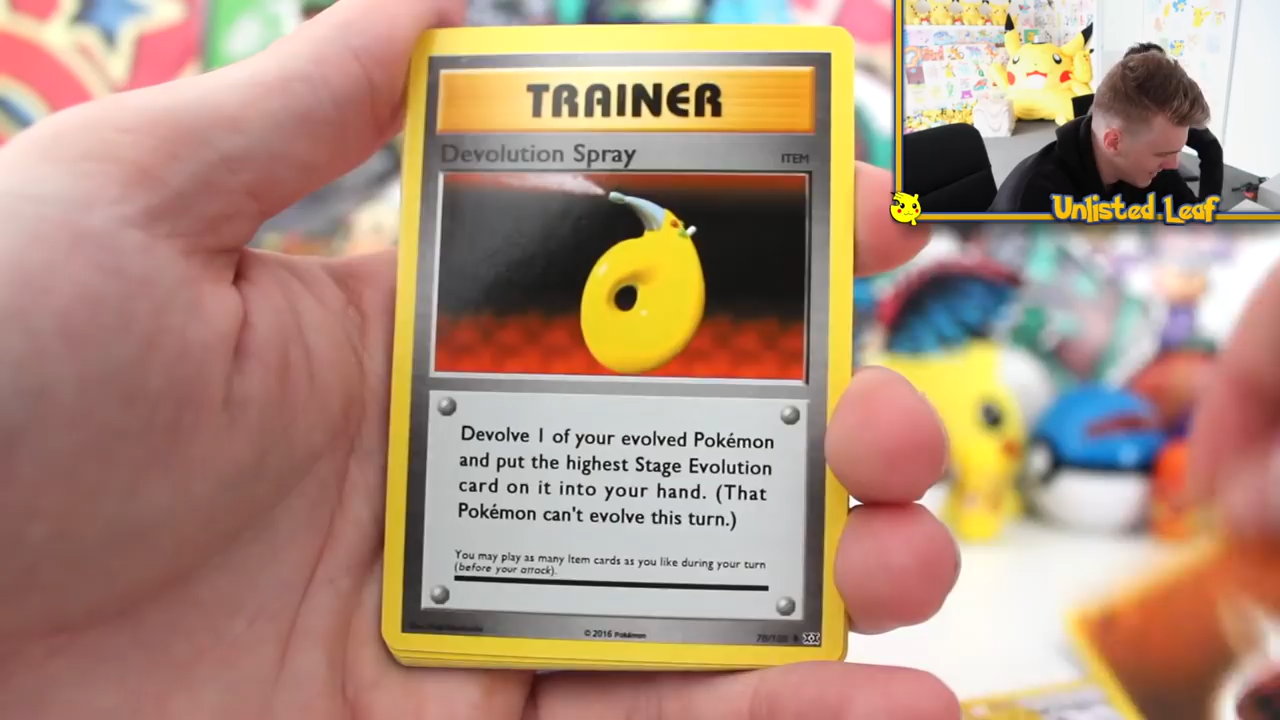 TRAINER
Devolution Spray
ITEM
Devolve 1 of your evolved Pokémon
and put the highest Stage Evolution
card on it into your hand. (That
Pokémon can't evolve this turn.)
You may play as many Item cards as you like during your turn
(before your attack).
© 2016 Pokémon
Unlisted Leaf